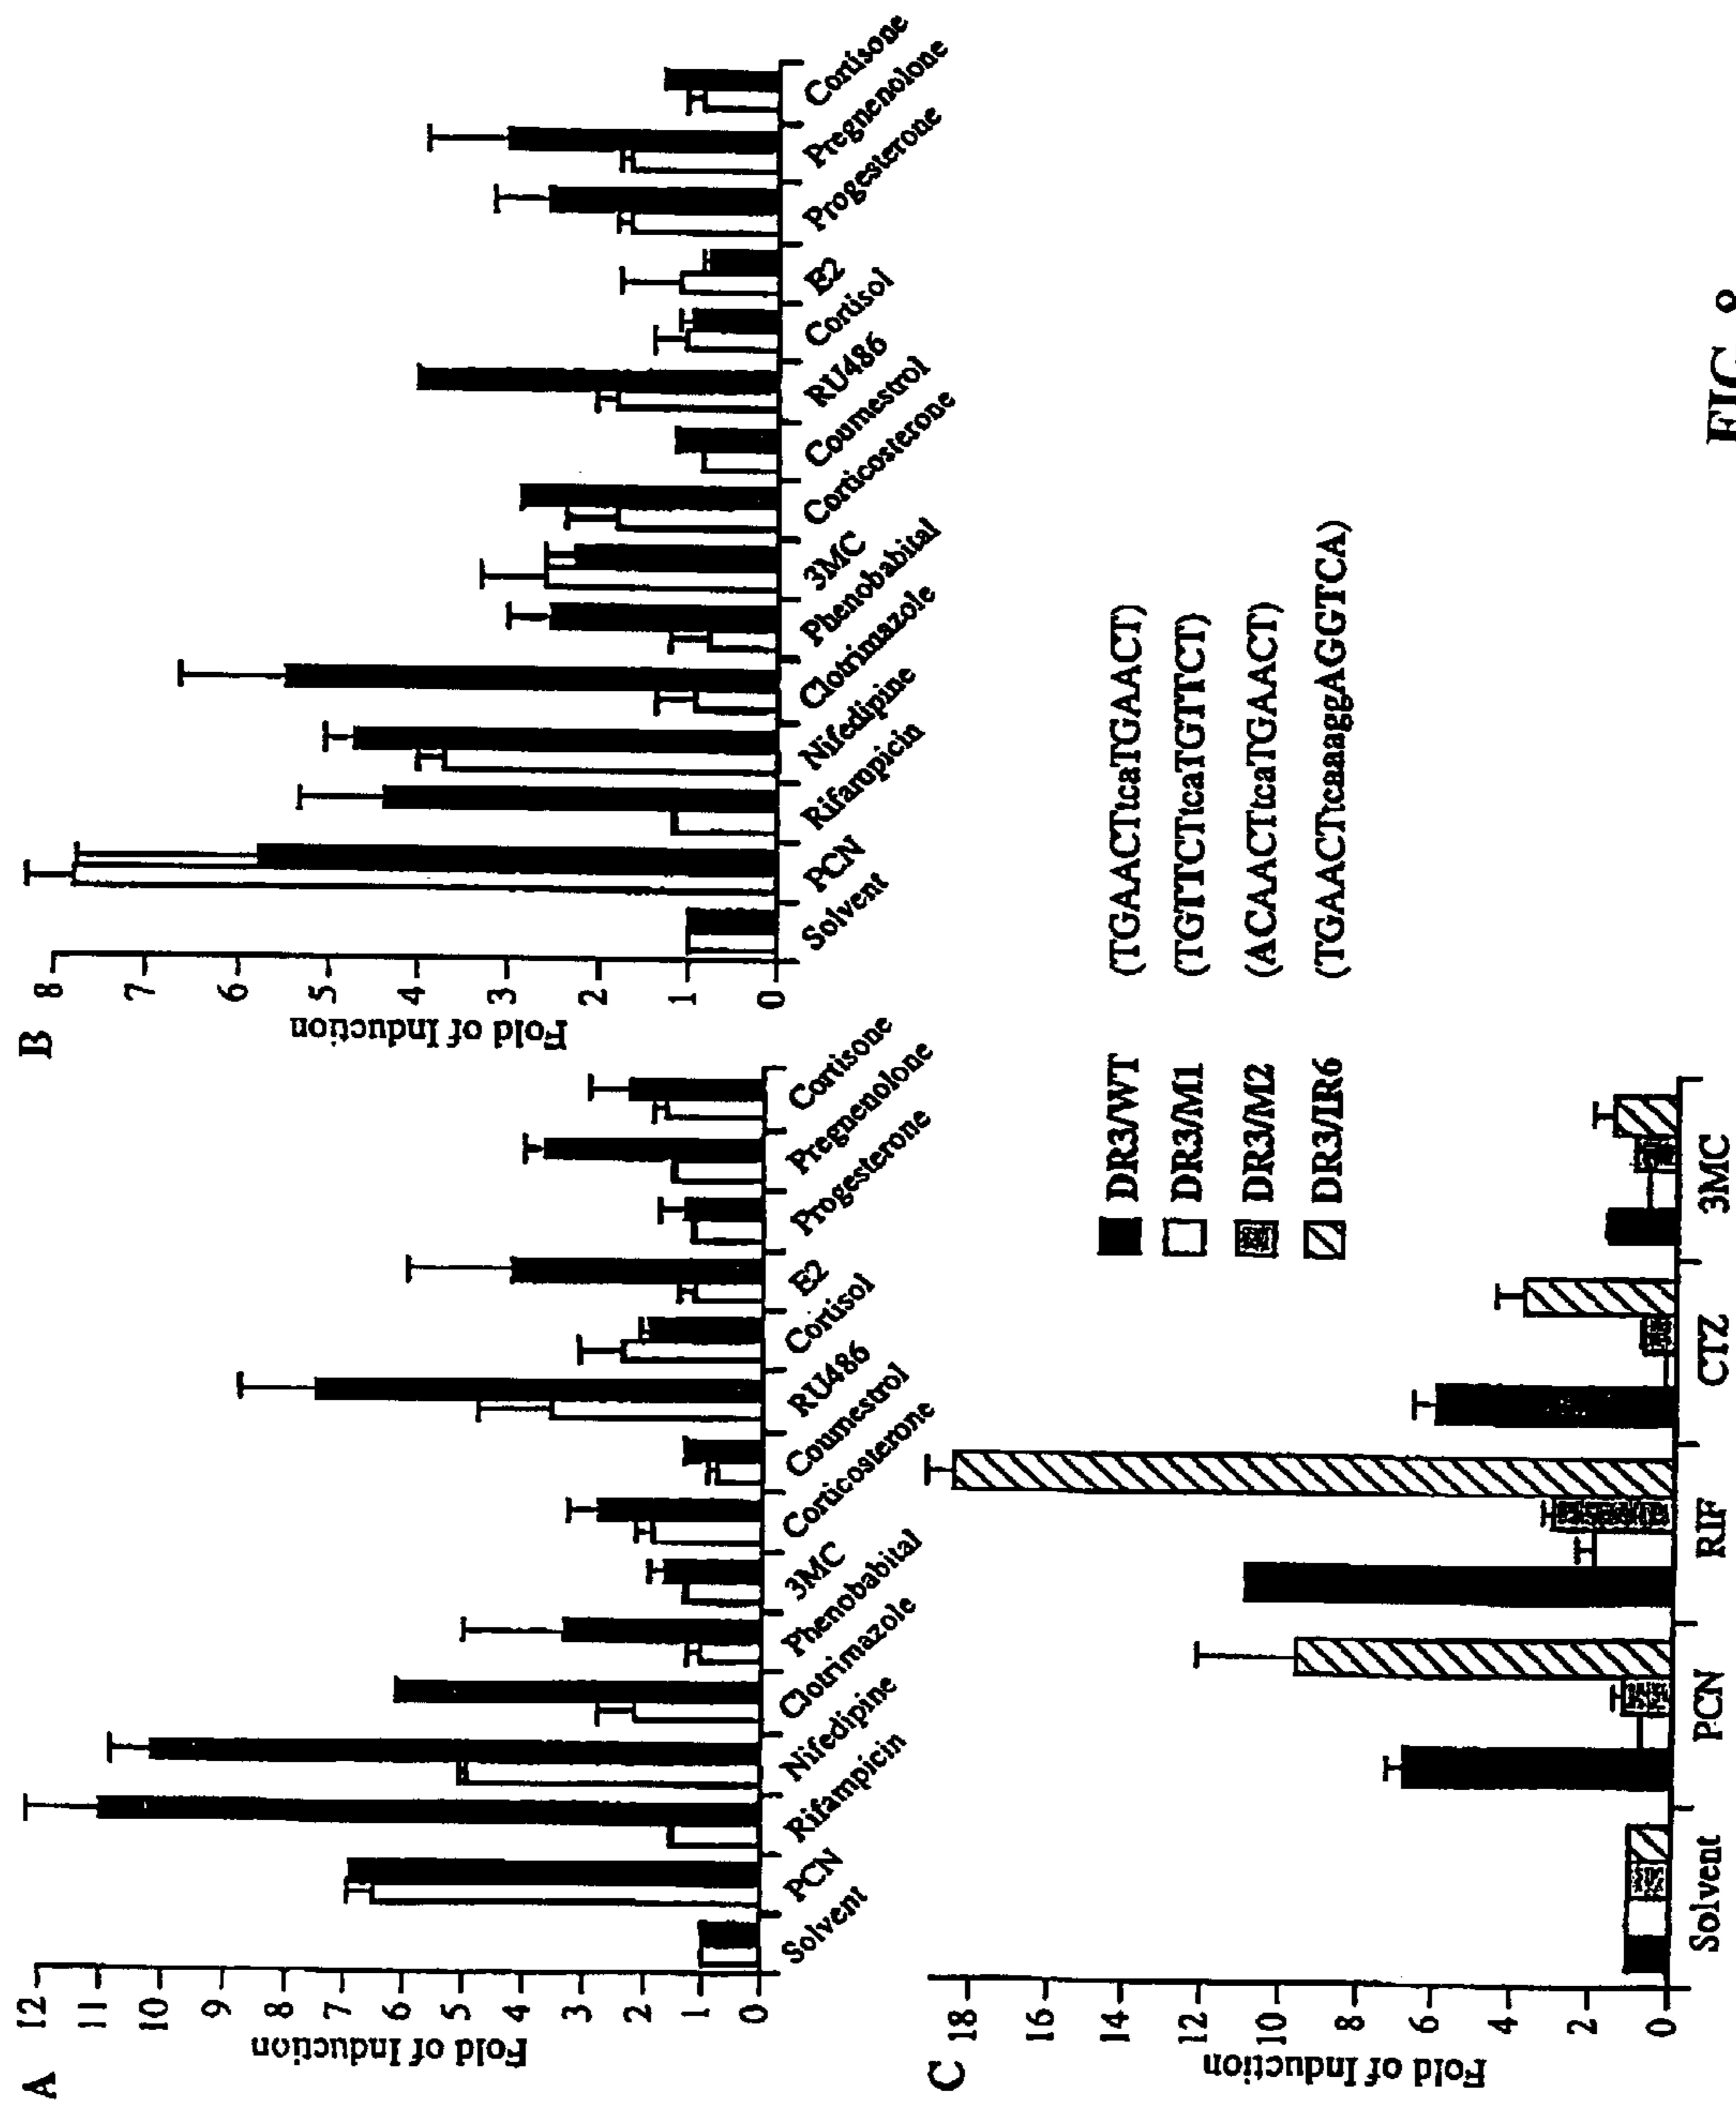 A
Fold of Induction
12
11
10
9
8
7
6
5
4
3
2
1
0
Solvent
PCN
Rifampicin
Nifedipine
Clotrimazole
Phenobabital
3MC
Corticosterone
Coumestrol
RU486
Cortisol
E2
Progesterone
Pregnenolone
Cortisone
B
Fold of Induction
8
7
6
5
4
3
2
1
0
Solvent
PCN
Rifampicin
Nifedipine
Clotrimazole
Phenobabital
3MC
Corticosterone
Coumestrol
RU486
Cortisol
E2
Progesterone
Pregnenolone
Cortisone
C
Fold of Induction
18
16
14
12
10
8
6
4
2
0
Solvent
PCN
RIF
CTZ
3MC
DR3/WT (TGAACTtcaTGAACT)
DR3/M1 (TGTTCTtcaTGTTCT)
DR3/M2 (ACAACTtcaTGAACT)
DR3/IR6 (TGAACTtcaaggAGGTCA)